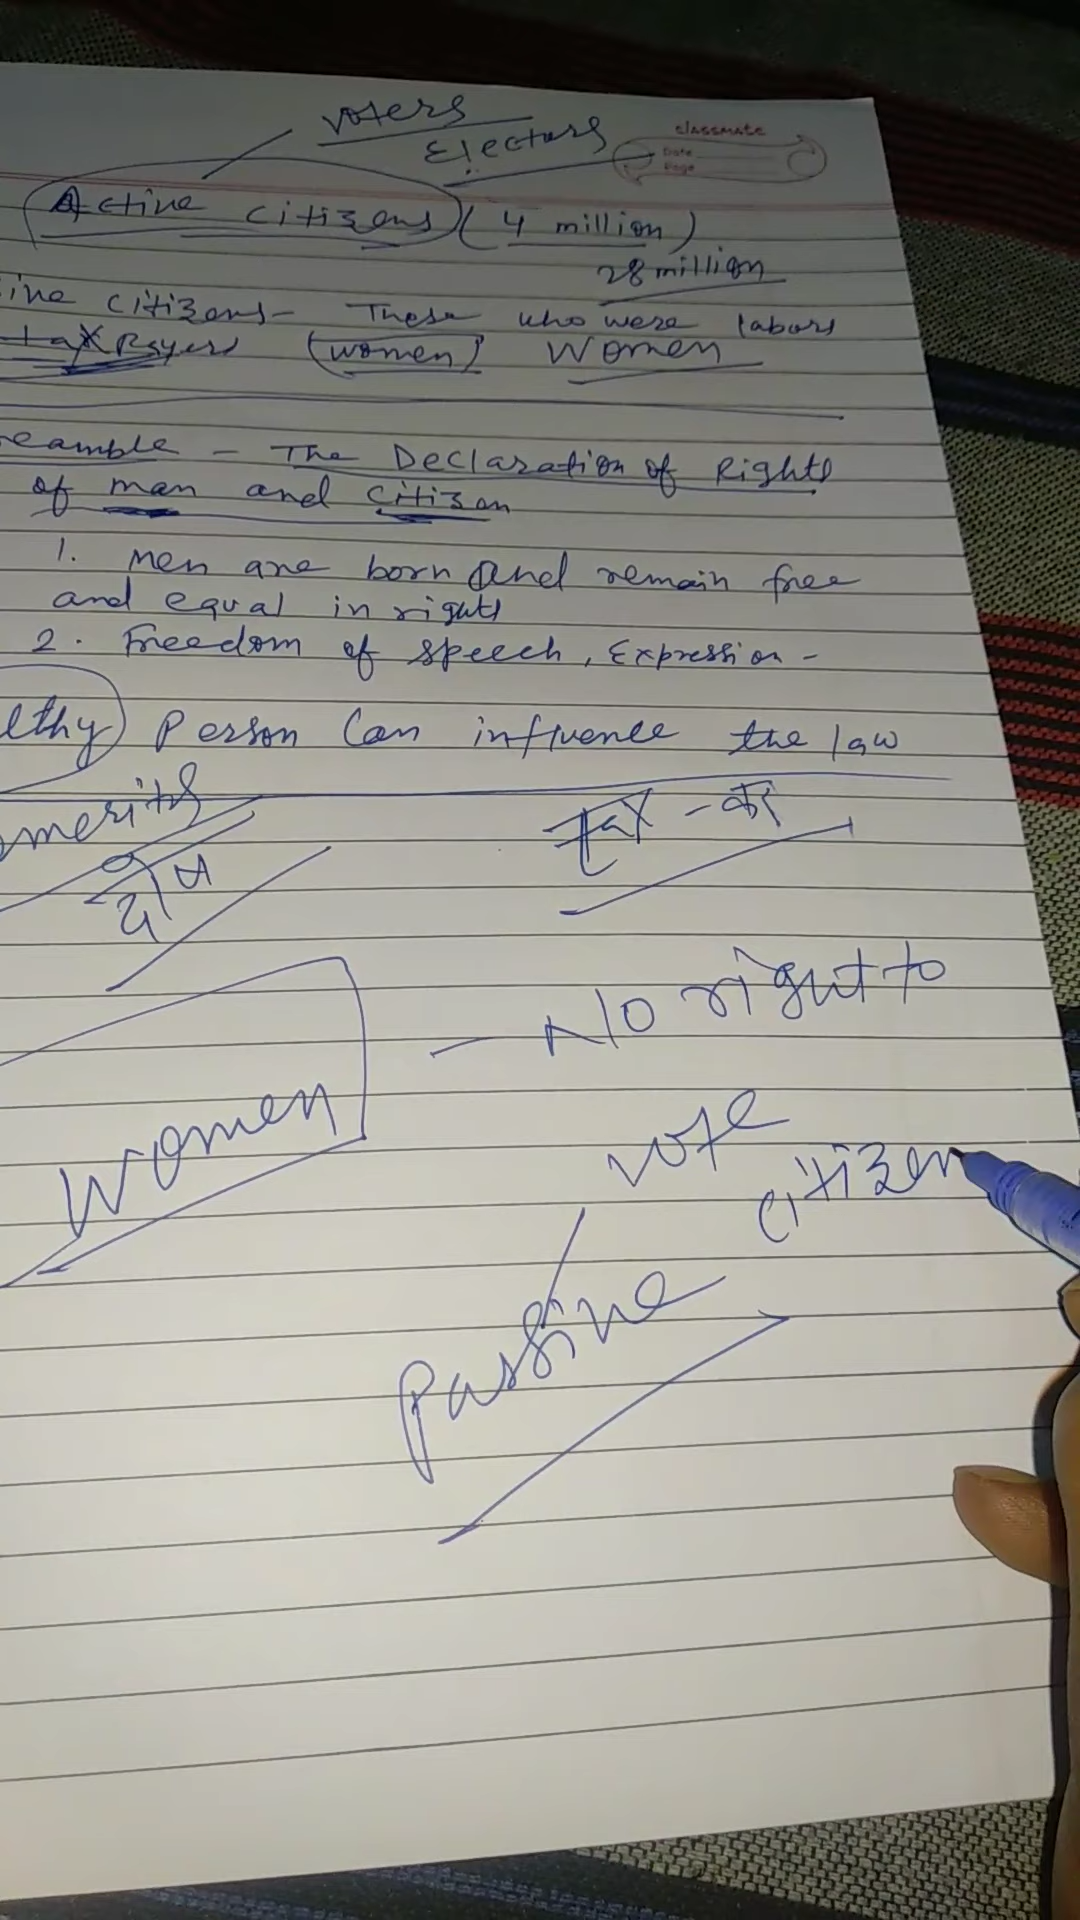 voters
Electors
classmate
Date
Page
Active citizens (4 million)
28 million
ive citizens- These who were labors
tax Payers (women) Women
reamble - The Declaration of Rights
of man and citizen
1. Men are born and remain free
and equal in rights
2. Freedom of speech, Expression -
lthy Person Can influence the law
merits
Tax - कर
Women - No right to
vote
citizen
Passive